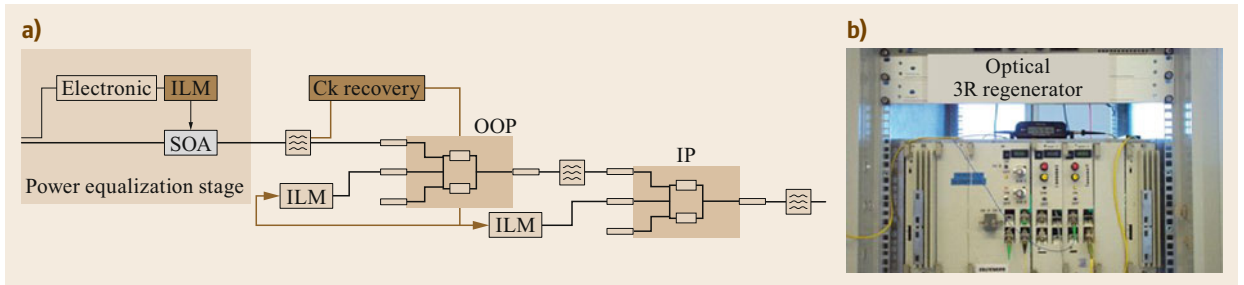 a)
Electronic
ILM
Ck recovery
OOP
SOA
IP
Power equalization stage
ILM
ILM
b)
Optical
3R regenerator